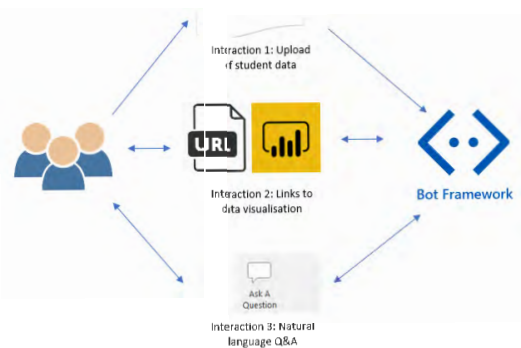 Interaction 1: Upload
of student data
URL
Interaction 2: Links to
data visualisation
Bot Framework
Ask A
Question
Interaction 3: Natural
language Q&A